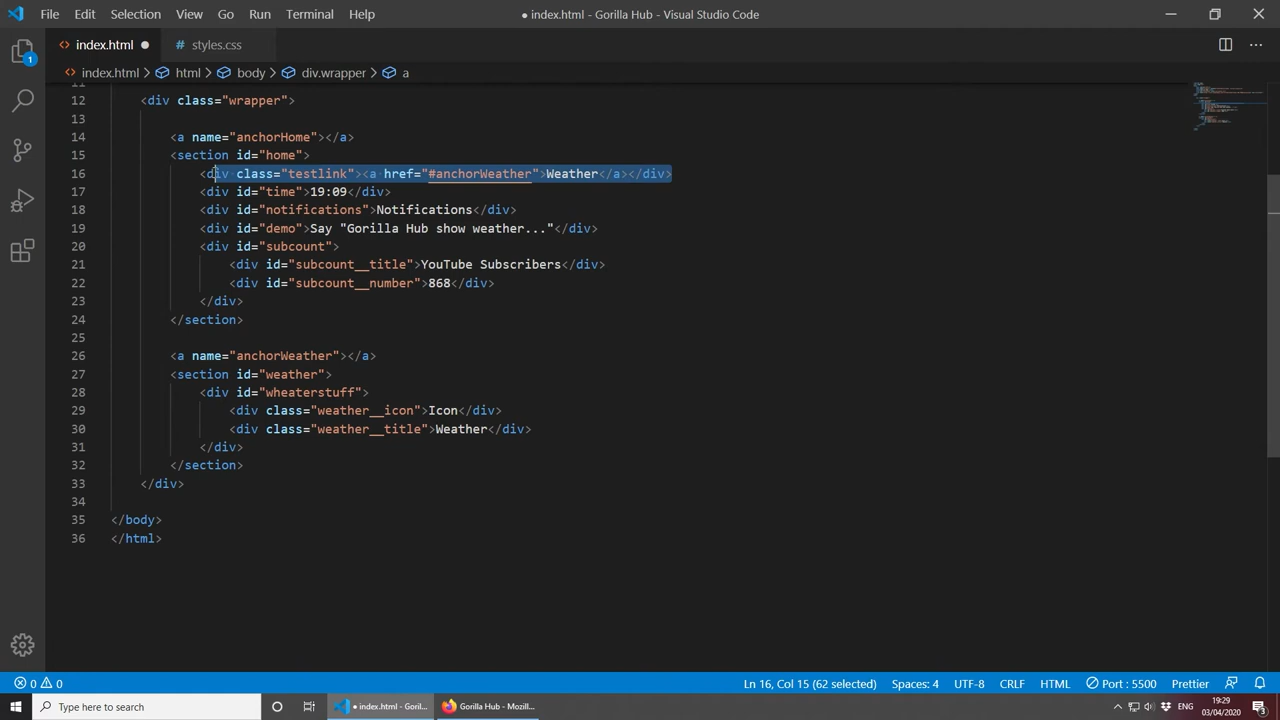 File Edit Selection View Go Run Terminal Help ● index.html - Gorilla Hub - Visual Studio Code
<> index.html ● # styles.css
<> index.html > html > body > div.wrapper > a
11
12 <div class="wrapper">
13
14 <a name="anchorHome"></a>
15 <section id="home">
16 <div class="testlink"><a href="#anchorWeather">Weather</a></div>
17 <div id="time">19:09</div>
18 <div id="notifications">Notifications</div>
19 <div id="demo">Say "Gorilla Hub show weather..."</div>
20 <div id="subcount">
21 <div id="subcount__title">YouTube Subscribers</div>
22 <div id="subcount__number">868</div>
23 </div>
24 </section>
25
26 <a name="anchorWeather"></a>
27 <section id="weather">
28 <div id="wheaterstuff">
29 <div class="weather__icon">Icon</div>
30 <div class="weather__title">Weather</div>
31 </div>
32 </section>
33 </div>
34
35 </body>
36 </html>
1
0 0 Ln 16, Col 15 (62 selected) Spaces: 4 UTF-8 CRLF HTML Port : 5500 Prettier
Type here to search ● index.html - Goril... Gorilla Hub - Mozill... ENG 19:29
03/04/2020 3